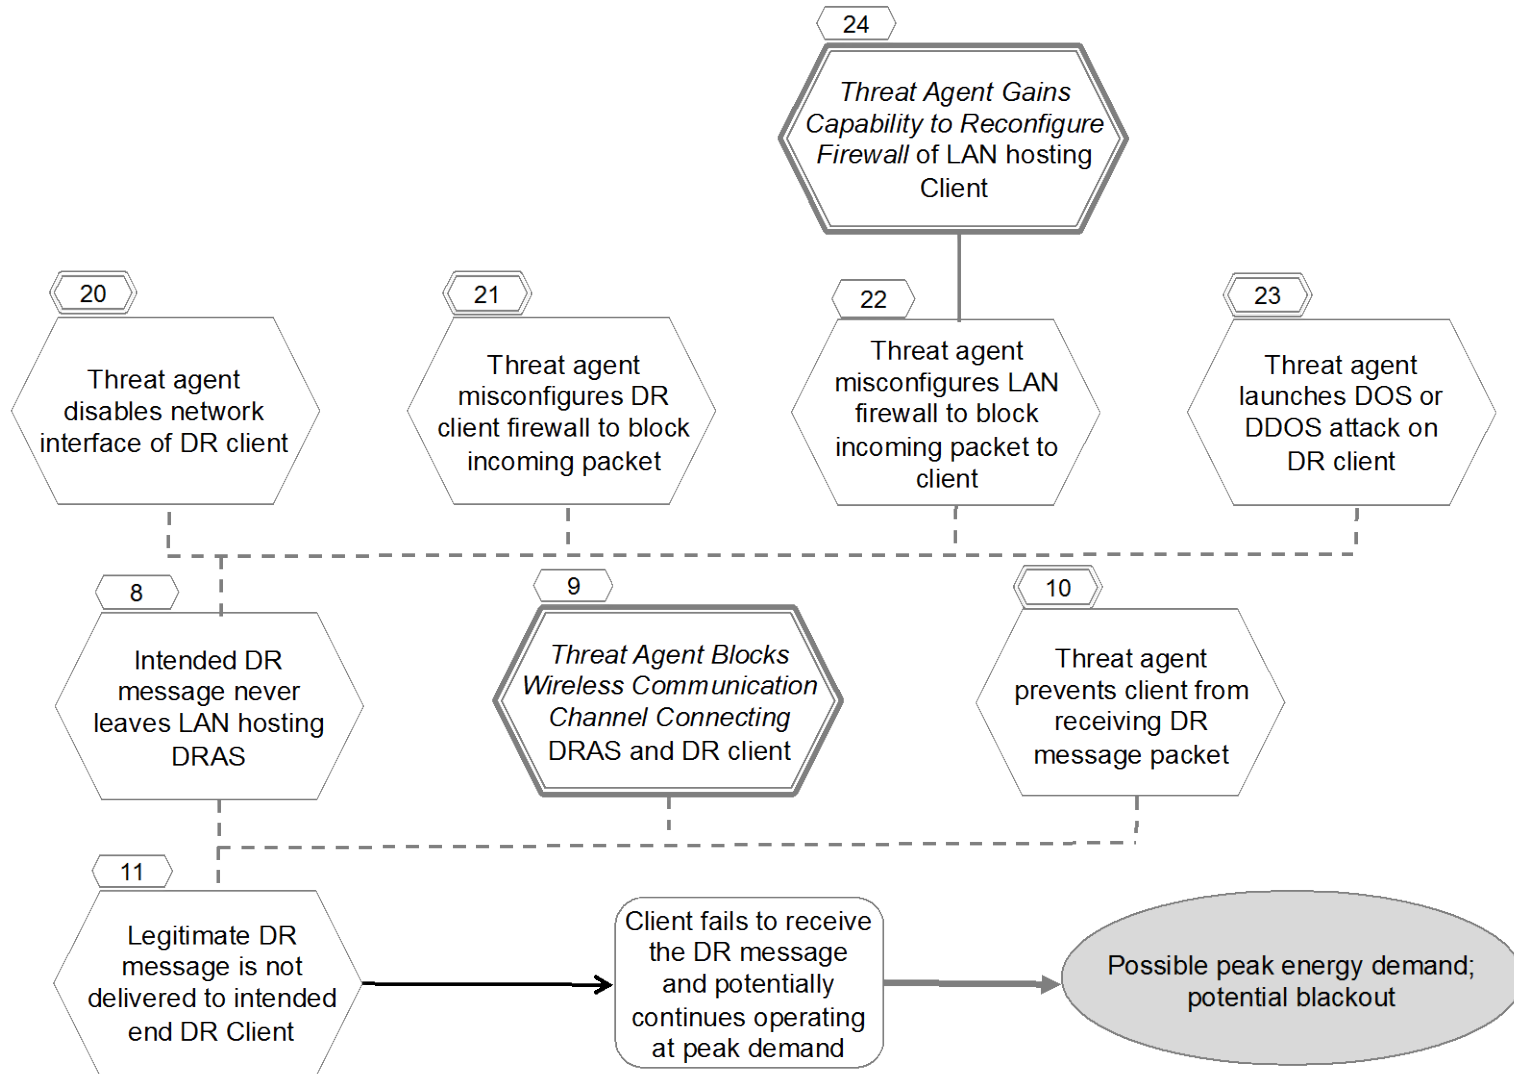 24
Threat Agent Gains
Capability to Reconfigure
Firewall of LAN hosting
Client
20
Threat agent
disables network
interface of DR client
21
Threat agent
misconfigures DR
client firewall to block
incoming packet
22
Threat agent
misconfigures LAN
firewall to block
incoming packet to
client
23
Threat agent
launches DOS or
DDOS attack on
DR client
8
Intended DR
message never
leaves LAN hosting
DRAS
9
Threat Agent Blocks
Wireless Communication
Channel Connecting
DRAS and DR client
10
Threat agent
prevents client from
receiving DR
message packet
11
Legitimate DR
message is not
delivered to intended
end DR Client
Client fails to receive
the DR message
and potentially
continues operating
at peak demand
Possible peak energy demand;
potential blackout